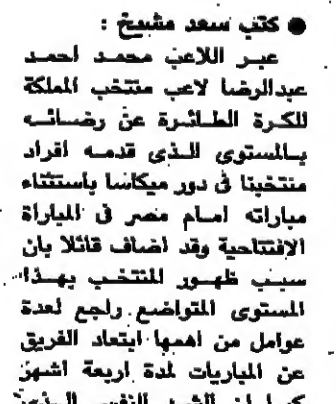 ● كتب سعد مشيخ :
عبر اللاعب محمد احمد
عبدالرضا لاعب منتخب المملكة
للكرة الطائرة عن رضائه
بالمستوى الذى قدمه افراد
منتخبنا فى دور ميكاسا باستثناء
مباراته امام مصر فى المباراة
الافتتاحية وقد اضاف قائلا بان
سبب ظهور المنتخب بهذا
المستوى المتواضع راجع لعدة
عوامل من اهمها ابتعاد الفريق
عن المباريات لمدة اربعة اشهر